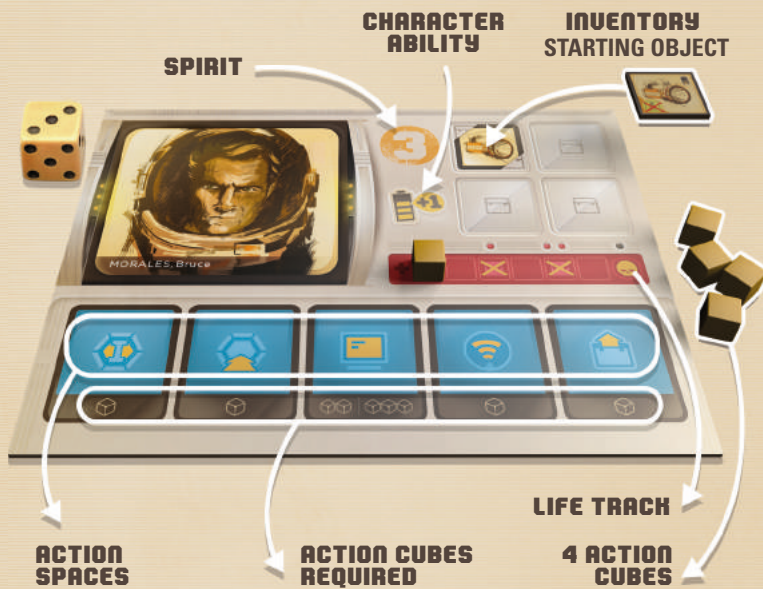 CHARACTER
ABILITY
INVENTORY
STARTING OBJECT
SPIRIT
3
+1
MORALES, Bruce
LIFE TRACK
ACTION
SPACES
ACTION CUBES
REQUIRED
4 ACTION
CUBES